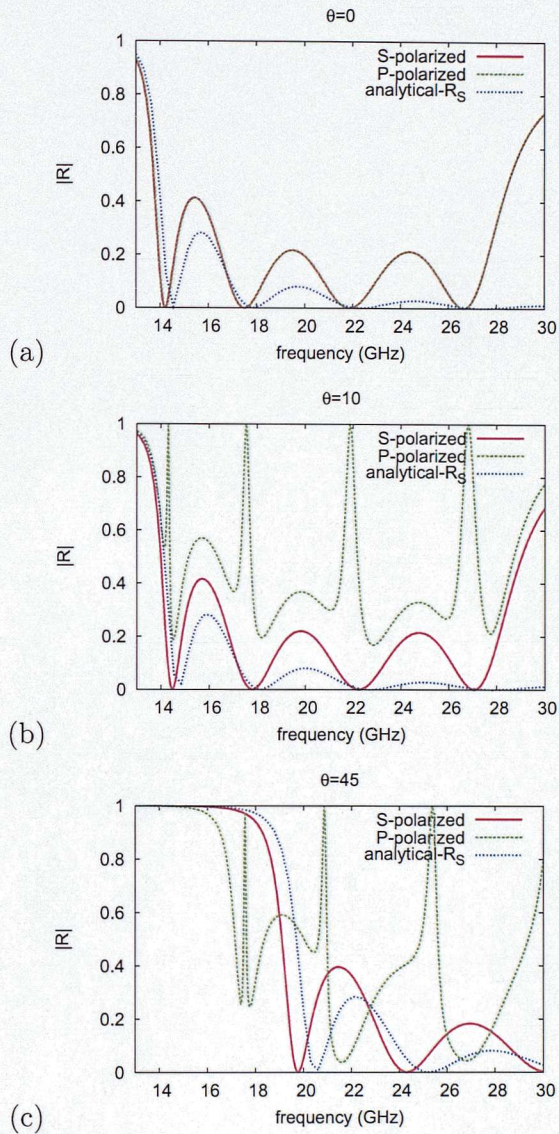 θ=0
S-polarized
P-polarized
analytical-R_S
1
0.8
0.6
0.4
0.2
0
|R|
14 16 18 20 22 24 26 28 30
frequency (GHz)
(a)
θ=10
S-polarized
P-polarized
analytical-R_S
1
0.8
0.6
0.4
0.2
0
|R|
14 16 18 20 22 24 26 28 30
frequency (GHz)
(b)
θ=45
S-polarized
P-polarized
analytical-R_S
1
0.8
0.6
0.4
0.2
0
|R|
14 16 18 20 22 24 26 28 30
frequency (GHz)
(c)